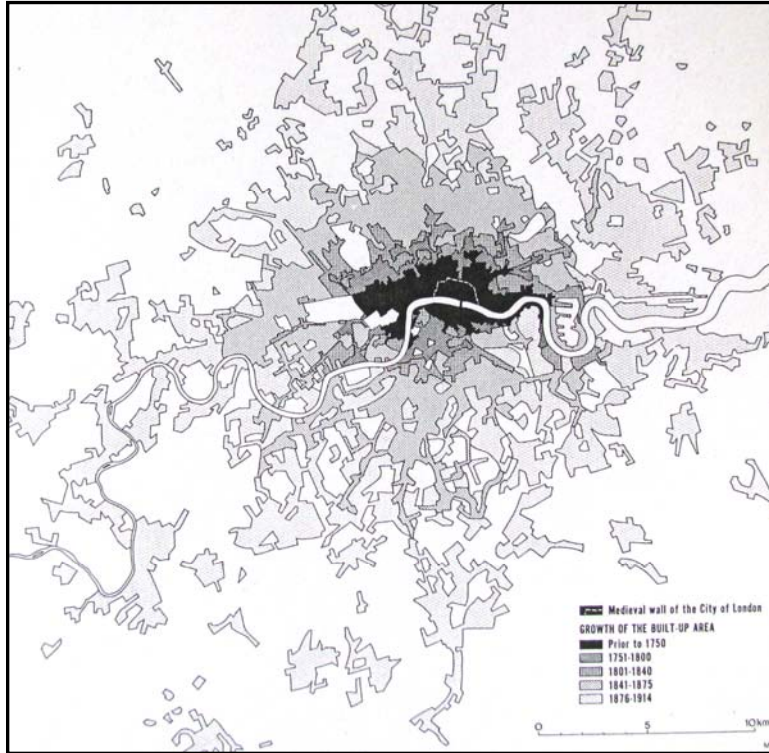 Medieval wall of the City of London
GROWTH OF THE BUILT-UP AREA
Prior to 1750
1751-1800
1801-1840
1841-1875
1876-1914
0 5 10km